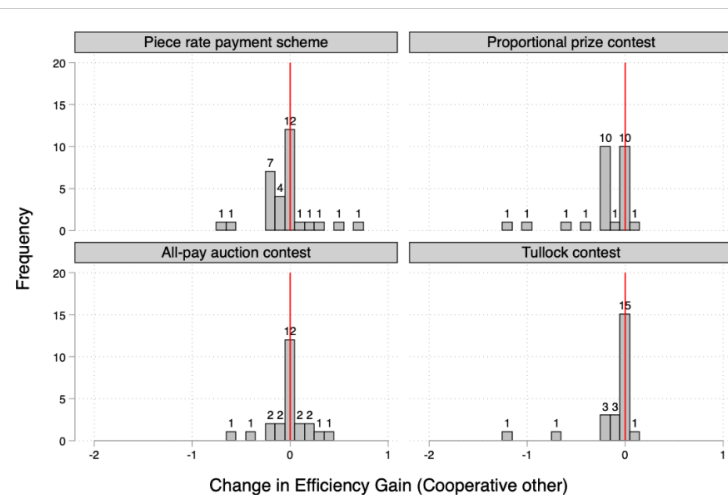 Piece rate payment scheme
Proportional prize contest
20
15
10
5
0
1 1 7 4 12 1 1 1 1 1
1 1 1 1 10 1 10 1
All-pay auction contest
Tullock contest
20
15
10
5
0
1 1 2 2 12 2 2 1 1
1 1 3 3 15 1
-2 -1 0 1
-2 -1 0 1
Frequency
Change in Efficiency Gain (Cooperative other)